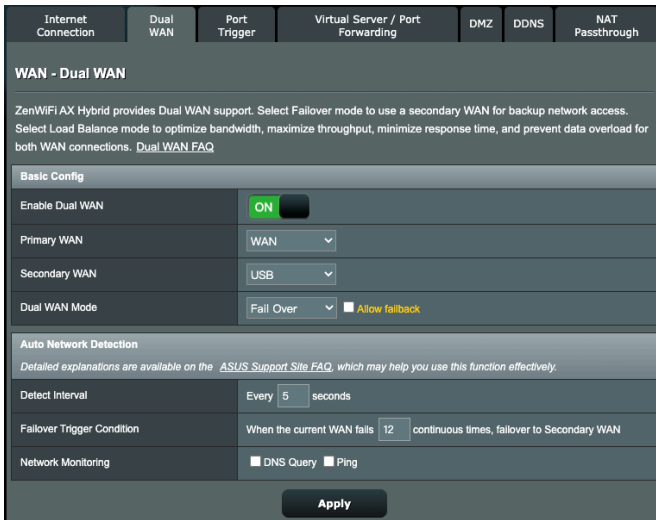 Internet Connection
Dual WAN
Port Trigger
Virtual Server / Port Forwarding
DMZ
DDNS
NAT Passthrough
WAN - Dual WAN
ZenWiFi AX Hybrid provides Dual WAN support. Select Failover mode to use a secondary WAN for backup network access.
Select Load Balance mode to optimize bandwidth, maximize throughput, minimize response time, and prevent data overload for
both WAN connections. Dual WAN FAQ
Basic Config
Enable Dual WAN ON
Primary WAN WAN
Secondary WAN USB
Dual WAN Mode Fail Over Allow failback
Auto Network Detection
Detailed explanations are available on the ASUS Support Site FAQ, which may help you use this function effectively.
Detect Interval Every 5 seconds
Failover Trigger Condition When the current WAN fails 12 continuous times, failover to Secondary WAN
Network Monitoring DNS Query Ping
Apply